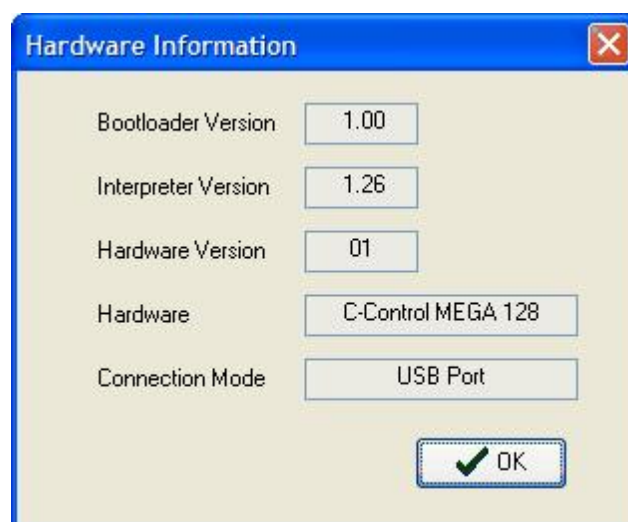 Hardware Information
Bootloader Version 1.00
Interpreter Version 1.26
Hardware Version 01
Hardware C-Control MEGA 128
Connection Mode USB Port
OK